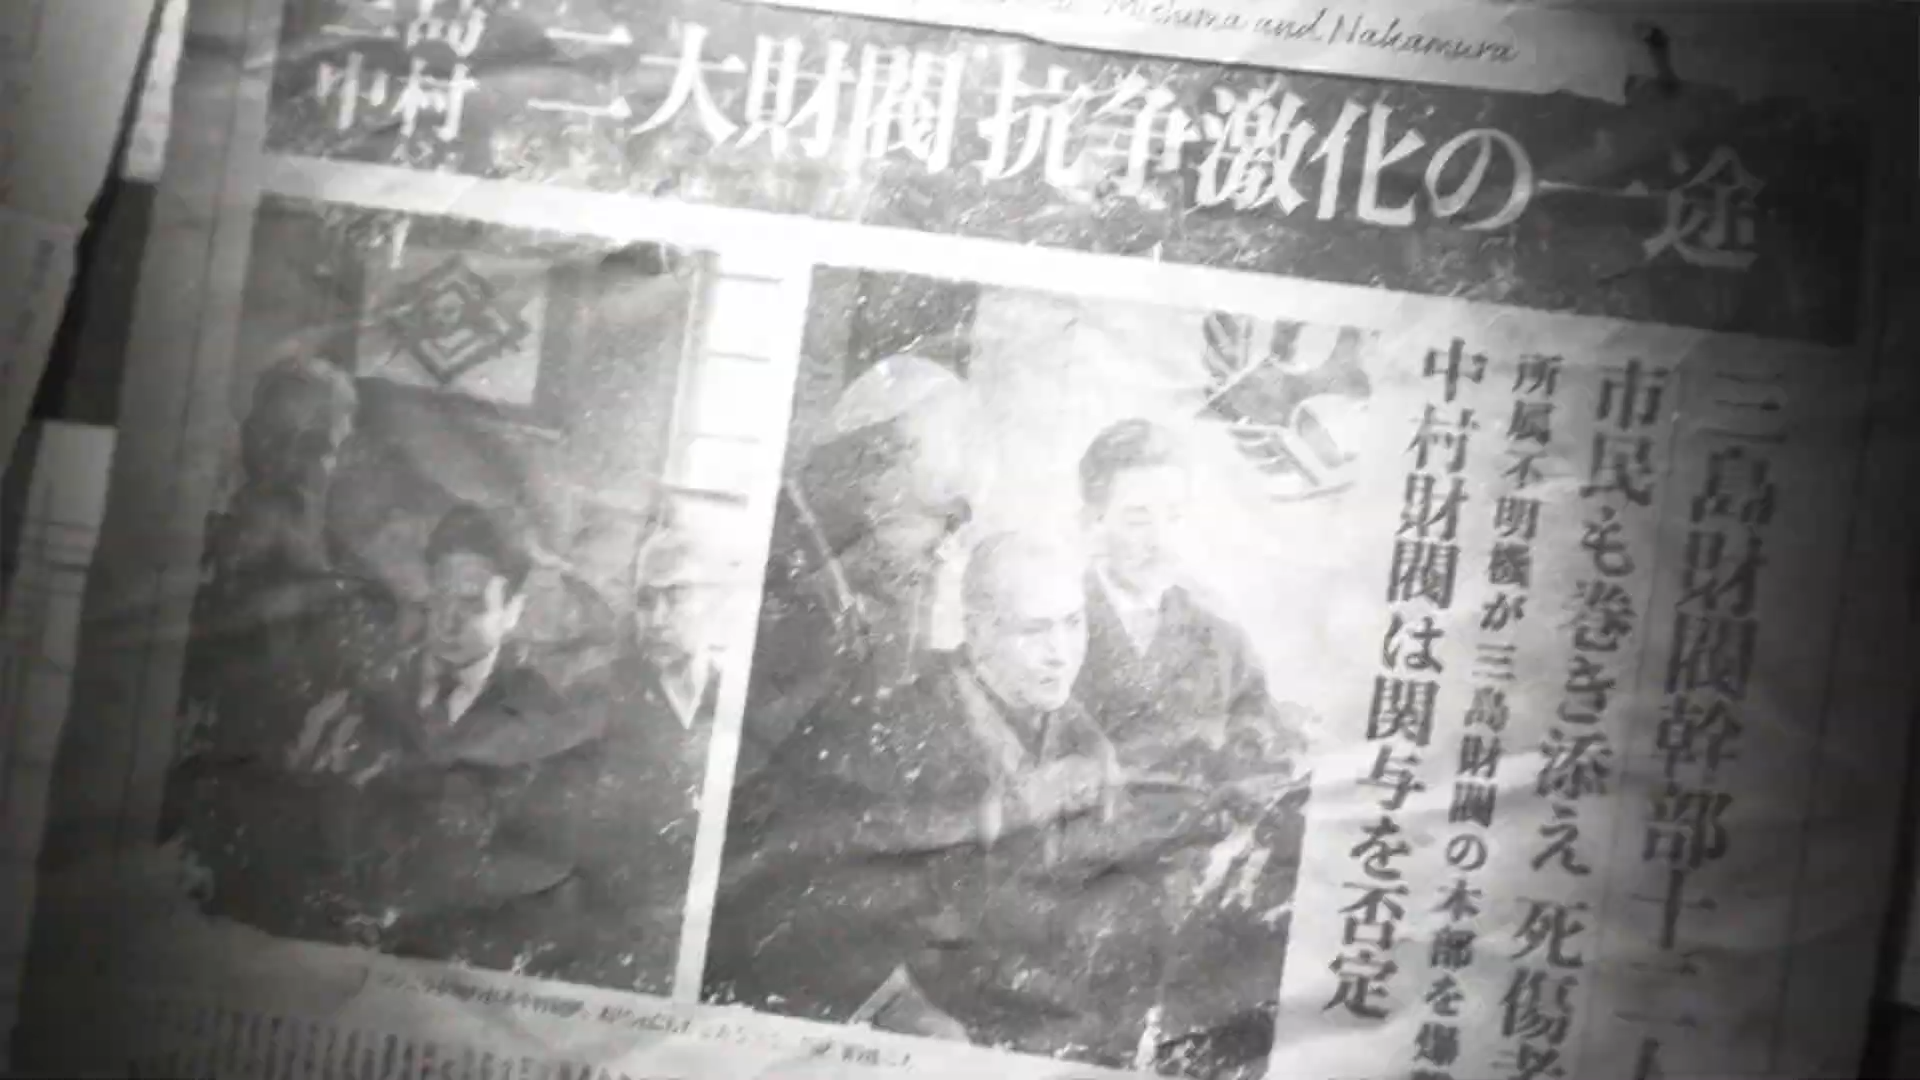 Mishima and Nakamura
三島
中村
二大財閥 抗争激化の一途
三島財閥幹部十二
市民も巻き添え 死傷者
所属不明機が三島財閥の本部を爆
中村財閥は関与を否定